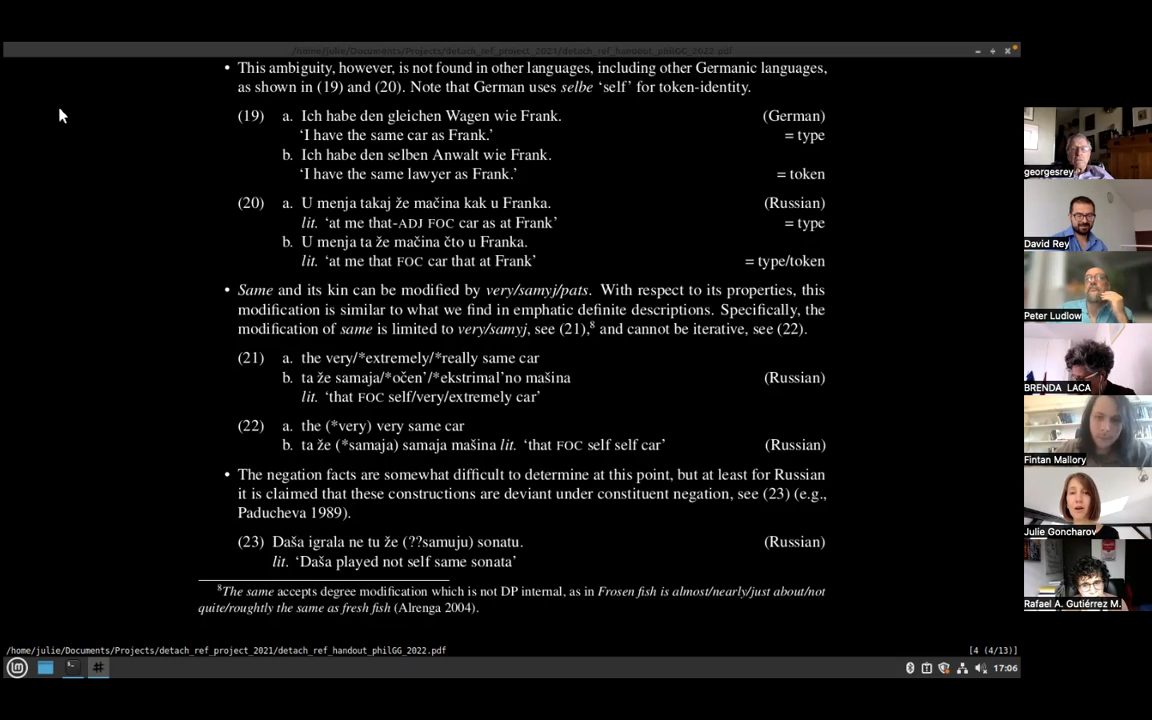 /home/julie/Documents/Projects/detach_ref_project_2021/detach_ref_handout_philGG_2022.pdf
• This ambiguity, however, is not found in other languages, including other Germanic languages,
as shown in (19) and (20). Note that German uses selbe ‘self’ for token-identity.
(19) a. Ich habe den gleichen Wagen wie Frank. (German)
‘I have the same car as Frank.’ = type
b. Ich habe den selben Anwalt wie Frank.
‘I have the same lawyer as Frank.’ = token
(20) a. U menja takaj že mačina kak u Franka. (Russian)
lit. ‘at me that-ADJ FOC car as at Frank’ = type
b. U menja ta že mačina čto u Franka.
lit. ‘at me that FOC car that at Frank’ = type/token
• Same and its kin can be modified by very/samyj/pats. With respect to its properties, this
modification is similar to what we find in emphatic definite descriptions. Specifically, the
modification of same is limited to very/samyj, see (21),⁸ and cannot be iterative, see (22).
(21) a. the very/*extremely/*really same car
b. ta že samaja/*očen’/*ekstrimal’no mašina (Russian)
lit. ‘that FOC self/very/extremely car’
(22) a. the (*very) very same car
b. ta že (*samaja) samaja mašina lit. ‘that FOC self self car’ (Russian)
• The negation facts are somewhat difficult to determine at this point, but at least for Russian
it is claimed that these constructions are deviant under constituent negation, see (23) (e.g.,
Paducheva 1989).
(23) Daša igrala ne tu že (??samuju) sonatu. (Russian)
lit. ‘Daša played not self same sonata’
⁸The same accepts degree modification which is not DP internal, as in Frosen fish is almost/nearly/just about/not
quite/roughtly the same as fresh fish (Alrenga 2004).
/home/julie/Documents/Projects/detach_ref_project_2021/detach_ref_handout_philGG_2022.pdf [4 (4/13)]
17:06
georgesrey
David Rey
Peter Ludlow
BRENDA LACA
Fintan Mallory
Julie Goncharov
Rafael A. Gutiérrez M.